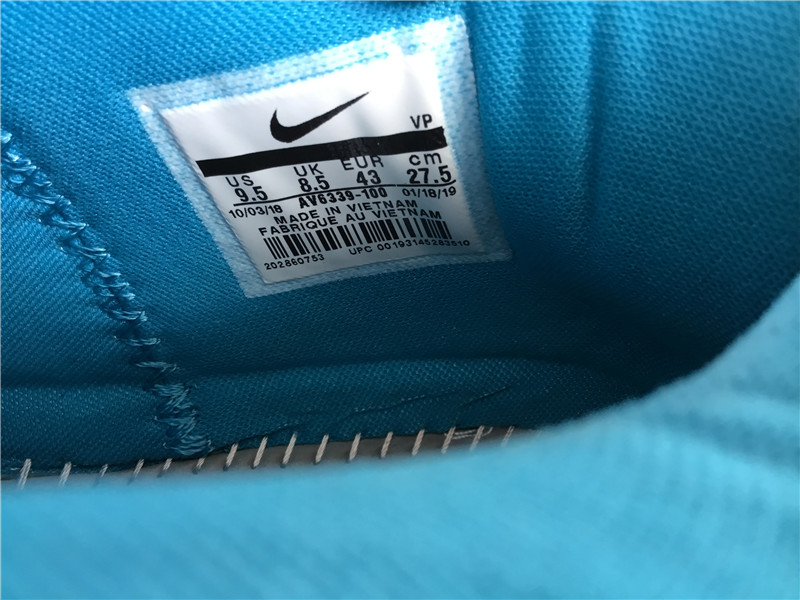 VP
US UK EUR cm
9.5 8.5 43 27.5
10/03/18 AV6339-100 01/18/19
MADE IN VIETNAM
FABRIQUE AU VIETNAM
202860753 UPC 00193145283510